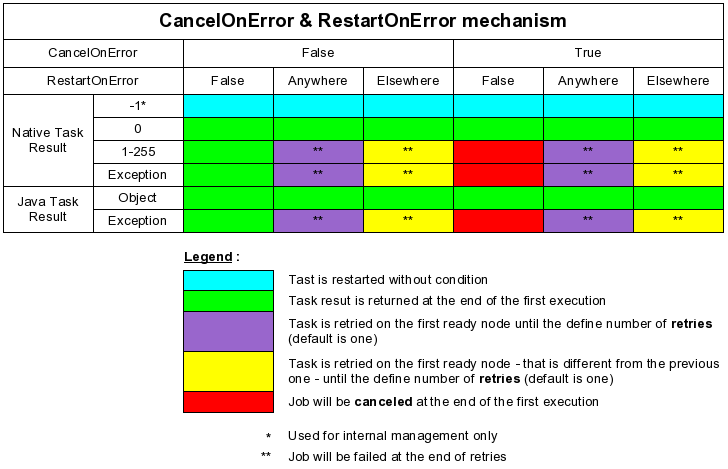 CancelOnError & RestartOnError mechanism
CancelOnError False True
RestartOnError False Anywhere Elsewhere False Anywhere Elsewhere
Native Task
Result
-1*
0
1-255 ** ** ** **
Exception ** ** ** **
Java Task
Result
Object
Exception ** ** ** **
Legend :
Tast is restarted without condition
Task resut is returned at the end of the first execution
Task is retried on the first ready node until the define number of retries
(default is one)
Task is retried on the first ready node - that is different from the previous
one - until the define number of retries (default is one)
Job will be canceled at the end of the first execution
* Used for internal management only
** Job will be failed at the end of retries